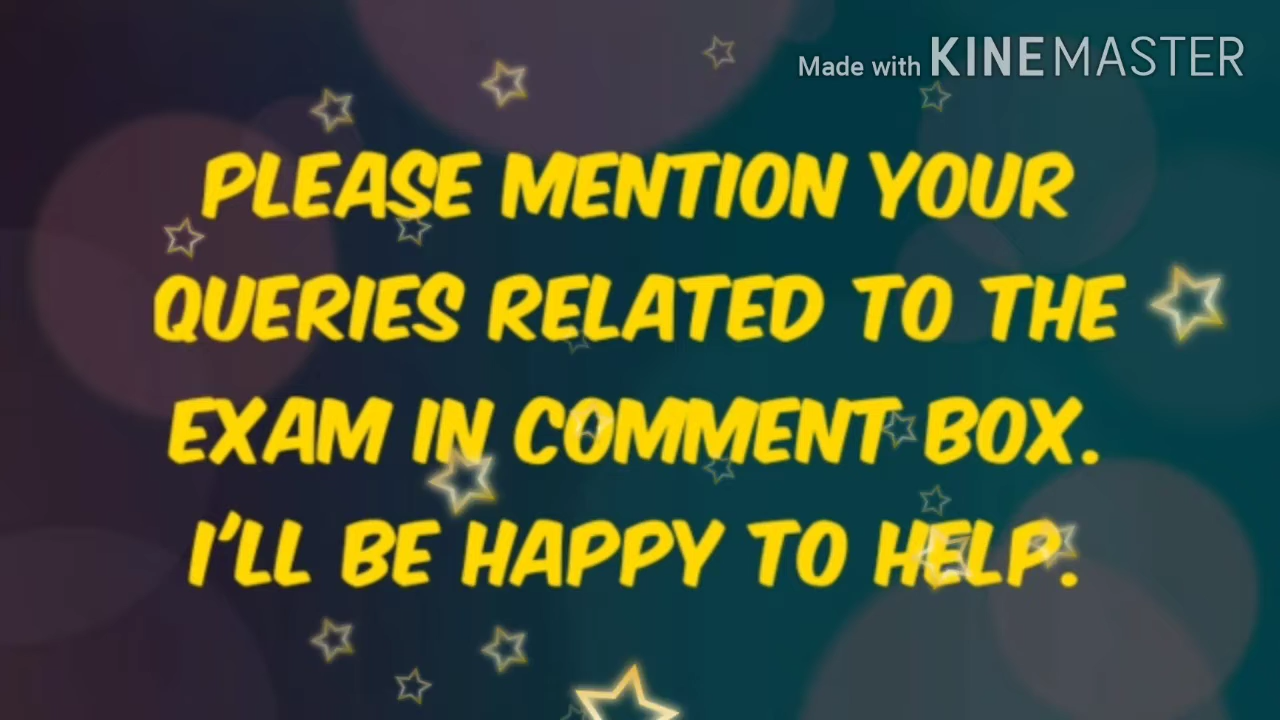 Made with KINEMASTER
PLEASE MENTION YOUR
QUERIES RELATED TO THE
EXAM IN COMMENT BOX.
I'LL BE HAPPY TO HELP.